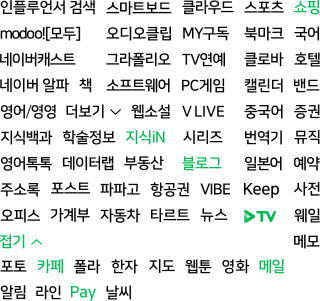 인플루언서 검색 스마트보드 클라우드 스포츠 쇼핑
modoo![모두] 오디오클립 MY구독 북마크 국어
네이버캐스트 그라폴리오 TV연예 클로바 호텔
네이버 알파 책 소프트웨어 PC게임 캘린더 밴드
영어/영영 더보기 웹소설 V LIVE 중국어 증권
지식백과 학술정보 지식iN 시리즈 번역기 뮤직
영어톡톡 데이터랩 부동산 블로그 일본어 예약
주소록 포스트 파파고 항공권 VIBE Keep 사전
오피스 가계부 자동차 타르트 뉴스 TV 웨일
접기 메모
포토 카페 폴라 한자 지도 웹툰 영화 메일
알림 라인 Pay 날씨